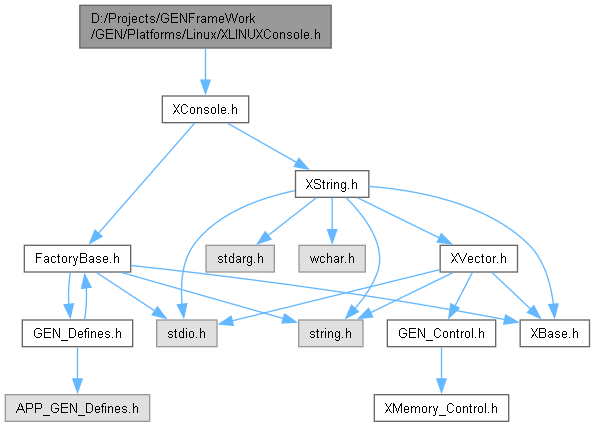 D:/Projects/GENFrameWork
/GEN/Platforms/Linux/XLINUXConsole.h
XConsole.h
XString.h
FactoryBase.h
stdarg.h
wchar.h
XVector.h
GEN_Defines.h
stdio.h
string.h
GEN_Control.h
XBase.h
APP_GEN_Defines.h
XMemory_Control.h